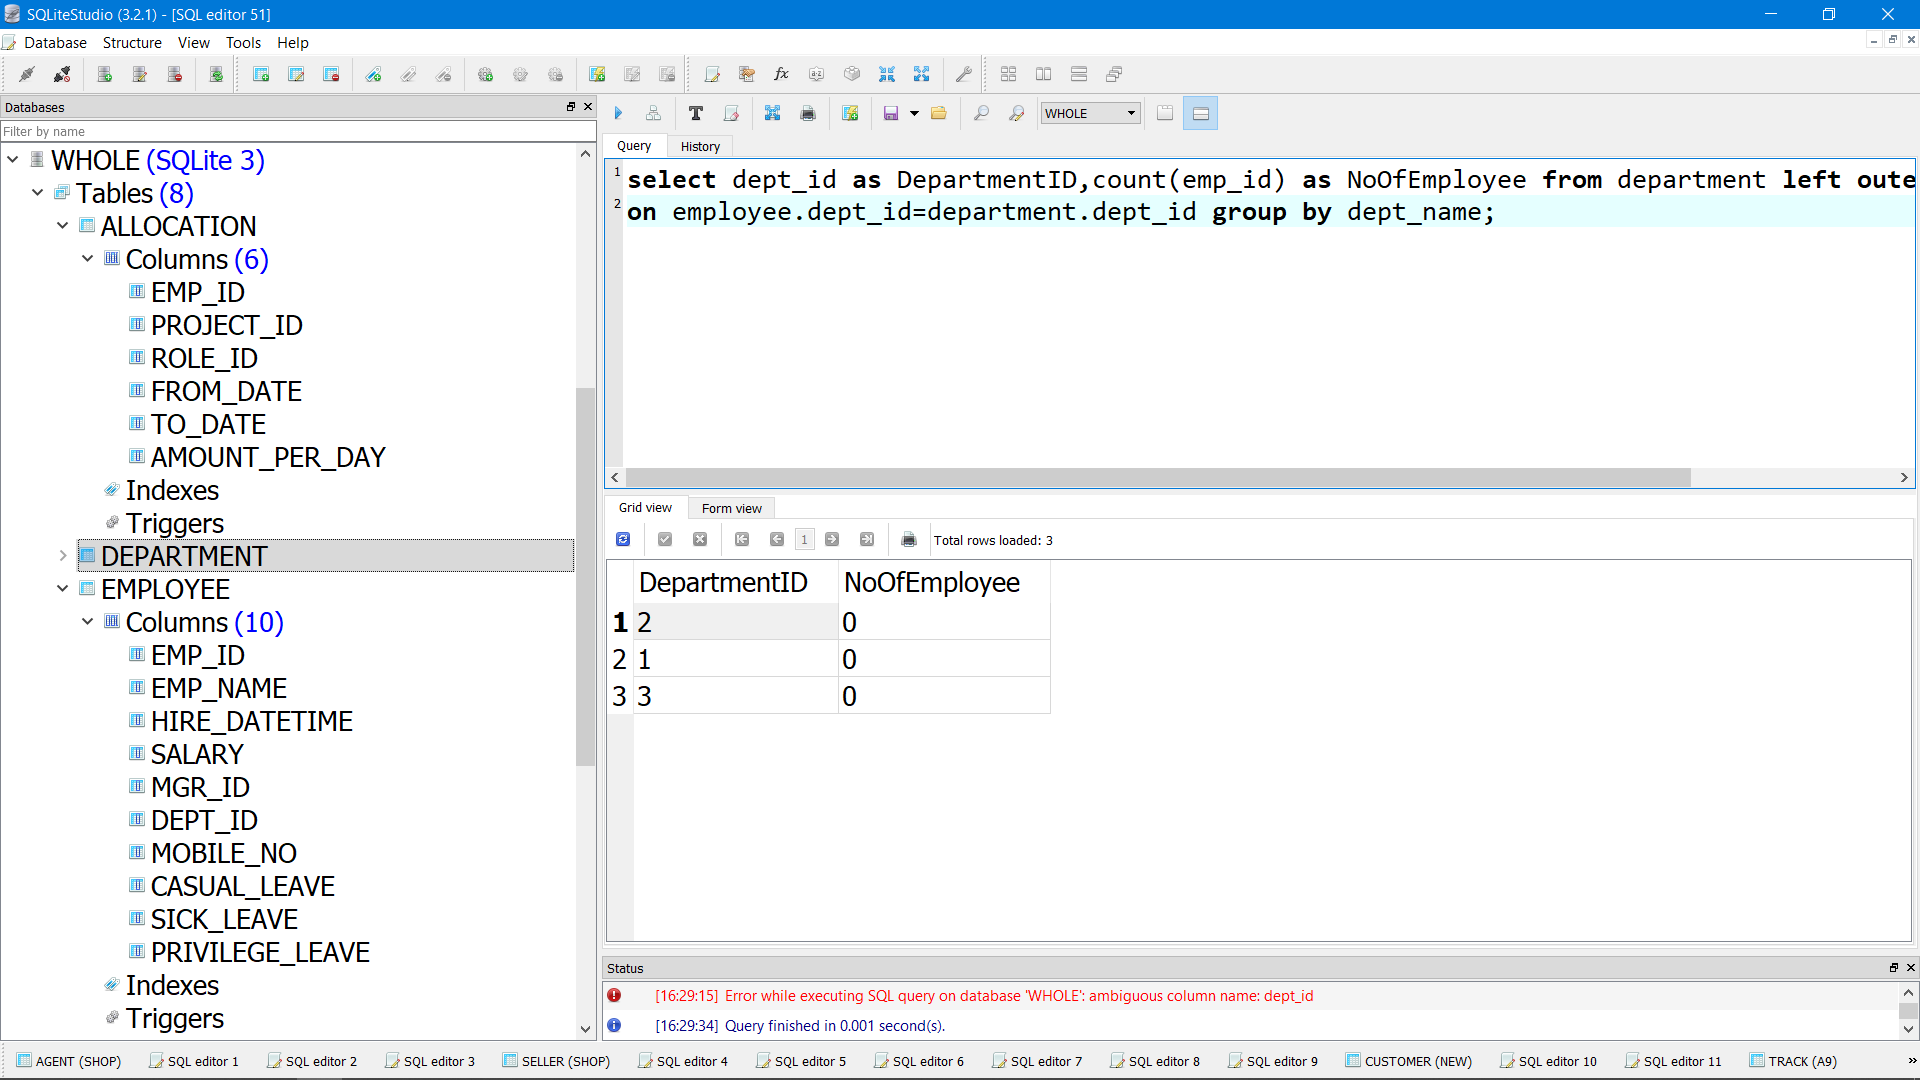 SQLiteStudio (3.2.1) - [SQL editor 51]
Database Structure View Tools Help
Databases
Filter by name
WHOLE (SQLite 3)
Tables (8)
ALLOCATION
Columns (6)
EMP_ID
PROJECT_ID
ROLE_ID
FROM_DATE
TO_DATE
AMOUNT_PER_DAY
Indexes
Triggers
DEPARTMENT
EMPLOYEE
Columns (10)
EMP_ID
EMP_NAME
HIRE_DATETIME
SALARY
MGR_ID
DEPT_ID
MOBILE_NO
CASUAL_LEAVE
SICK_LEAVE
PRIVILEGE_LEAVE
Indexes
Triggers
WHOLE
Query History
1 select dept_id as DepartmentID,count(emp_id) as NoOfEmployee from department left oute
2 on employee.dept_id=department.dept_id group by dept_name;
Grid view Form view
1 Total rows loaded: 3
DepartmentID NoOfEmployee
1 2 0
2 1 0
3 3 0
Status
[16:29:15] Error while executing SQL query on database 'WHOLE': ambiguous column name: dept_id
[16:29:34] Query finished in 0.001 second(s).
AGENT (SHOP) SQL editor 1 SQL editor 2 SQL editor 3 SELLER (SHOP) SQL editor 4 SQL editor 5 SQL editor 6 SQL editor 7 SQL editor 8 SQL editor 9 CUSTOMER (NEW) SQL editor 10 SQL editor 11 TRACK (A9) »